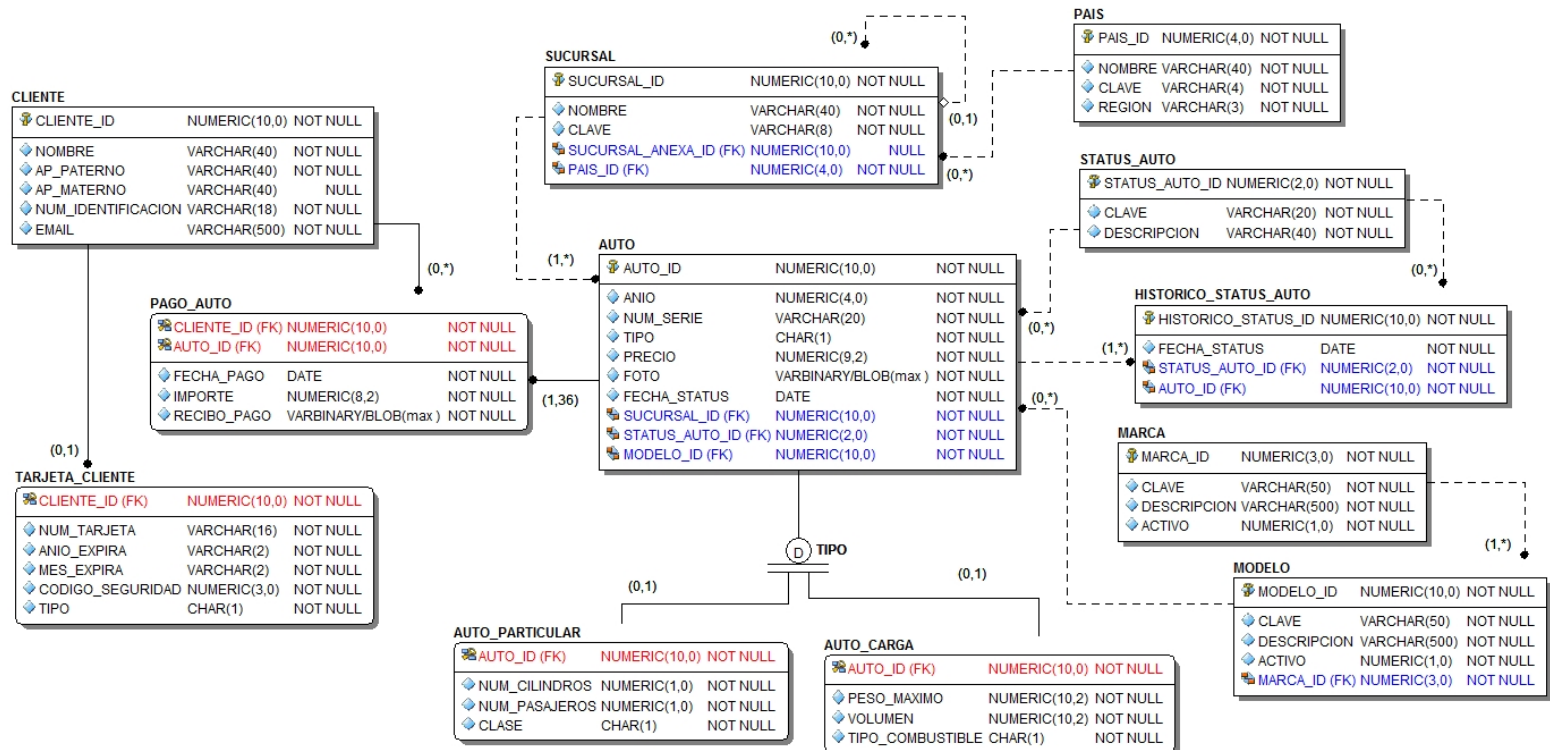 CLIENTE
CLIENTE_ID NUMERIC(10,0) NOT NULL
NOMBRE VARCHAR(40) NOT NULL
AP_PATERNO VARCHAR(40) NOT NULL
AP_MATERNO VARCHAR(40) NULL
NUM_IDENTIFICACION VARCHAR(18) NOT NULL
EMAIL VARCHAR(500) NOT NULL
(0,*)
(0,1)
SUCURSAL
SUCURSAL_ID NUMERIC(10,0) NOT NULL
NOMBRE VARCHAR(40) NOT NULL
CLAVE VARCHAR(8) NOT NULL
SUCURSAL_ANEXA_ID (FK) NUMERIC(10,0) NULL
PAIS_ID (FK) NUMERIC(4,0) NOT NULL
(0,*)
(0,1)
(0,*)
(1,*)
PAIS
PAIS_ID NUMERIC(4,0) NOT NULL
NOMBRE VARCHAR(40) NOT NULL
CLAVE VARCHAR(4) NOT NULL
REGION VARCHAR(3) NOT NULL
STATUS_AUTO
STATUS_AUTO_ID NUMERIC(2,0) NOT NULL
CLAVE VARCHAR(20) NOT NULL
DESCRIPCION VARCHAR(40) NOT NULL
(0,*)
(0,*)
PAGO_AUTO
CLIENTE_ID (FK) NUMERIC(10,0) NOT NULL
AUTO_ID (FK) NUMERIC(10,0) NOT NULL
FECHA_PAGO DATE NOT NULL
IMPORTE NUMERIC(8,2) NOT NULL
RECIBO_PAGO VARBINARY/BLOB(max ) NOT NULL
(1,36)
AUTO
AUTO_ID NUMERIC(10,0) NOT NULL
ANIO NUMERIC(4,0) NOT NULL
NUM_SERIE VARCHAR(20) NOT NULL
TIPO CHAR(1) NOT NULL
PRECIO NUMERIC(9,2) NOT NULL
FOTO VARBINARY/BLOB(max ) NOT NULL
FECHA_STATUS DATE NOT NULL
SUCURSAL_ID (FK) NUMERIC(10,0) NOT NULL
STATUS_AUTO_ID (FK) NUMERIC(2,0) NOT NULL
MODELO_ID (FK) NUMERIC(10,0) NOT NULL
(1,*)
(0,*)
HISTORICO_STATUS_AUTO
HISTORICO_STATUS_ID NUMERIC(10,0) NOT NULL
FECHA_STATUS DATE NOT NULL
STATUS_AUTO_ID (FK) NUMERIC(2,0) NOT NULL
AUTO_ID (FK) NUMERIC(10,0) NOT NULL
MARCA
MARCA_ID NUMERIC(3,0) NOT NULL
CLAVE VARCHAR(50) NOT NULL
DESCRIPCION VARCHAR(500) NOT NULL
ACTIVO NUMERIC(1,0) NOT NULL
(1,*)
TARJETA_CLIENTE
CLIENTE_ID (FK) NUMERIC(10,0) NOT NULL
NUM_TARJETA VARCHAR(16) NOT NULL
ANIO_EXPIRA VARCHAR(2) NOT NULL
MES_EXPIRA VARCHAR(2) NOT NULL
CODIGO_SEGURIDAD NUMERIC(3,0) NOT NULL
TIPO CHAR(1) NOT NULL
D TIPO
(0,1)
(0,1)
AUTO_PARTICULAR
AUTO_ID (FK) NUMERIC(10,0) NOT NULL
NUM_CILINDROS NUMERIC(1,0) NOT NULL
NUM_PASAJEROS NUMERIC(1,0) NOT NULL
CLASE CHAR(1) NOT NULL
AUTO_CARGA
AUTO_ID (FK) NUMERIC(10,0) NOT NULL
PESO_MAXIMO NUMERIC(10,2) NOT NULL
VOLUMEN NUMERIC(10,2) NOT NULL
TIPO_COMBUSTIBLE CHAR(1) NOT NULL
MODELO
MODELO_ID NUMERIC(10,0) NOT NULL
CLAVE VARCHAR(50) NOT NULL
DESCRIPCION VARCHAR(500) NOT NULL
ACTIVO NUMERIC(1,0) NOT NULL
MARCA_ID (FK) NUMERIC(3,0) NOT NULL